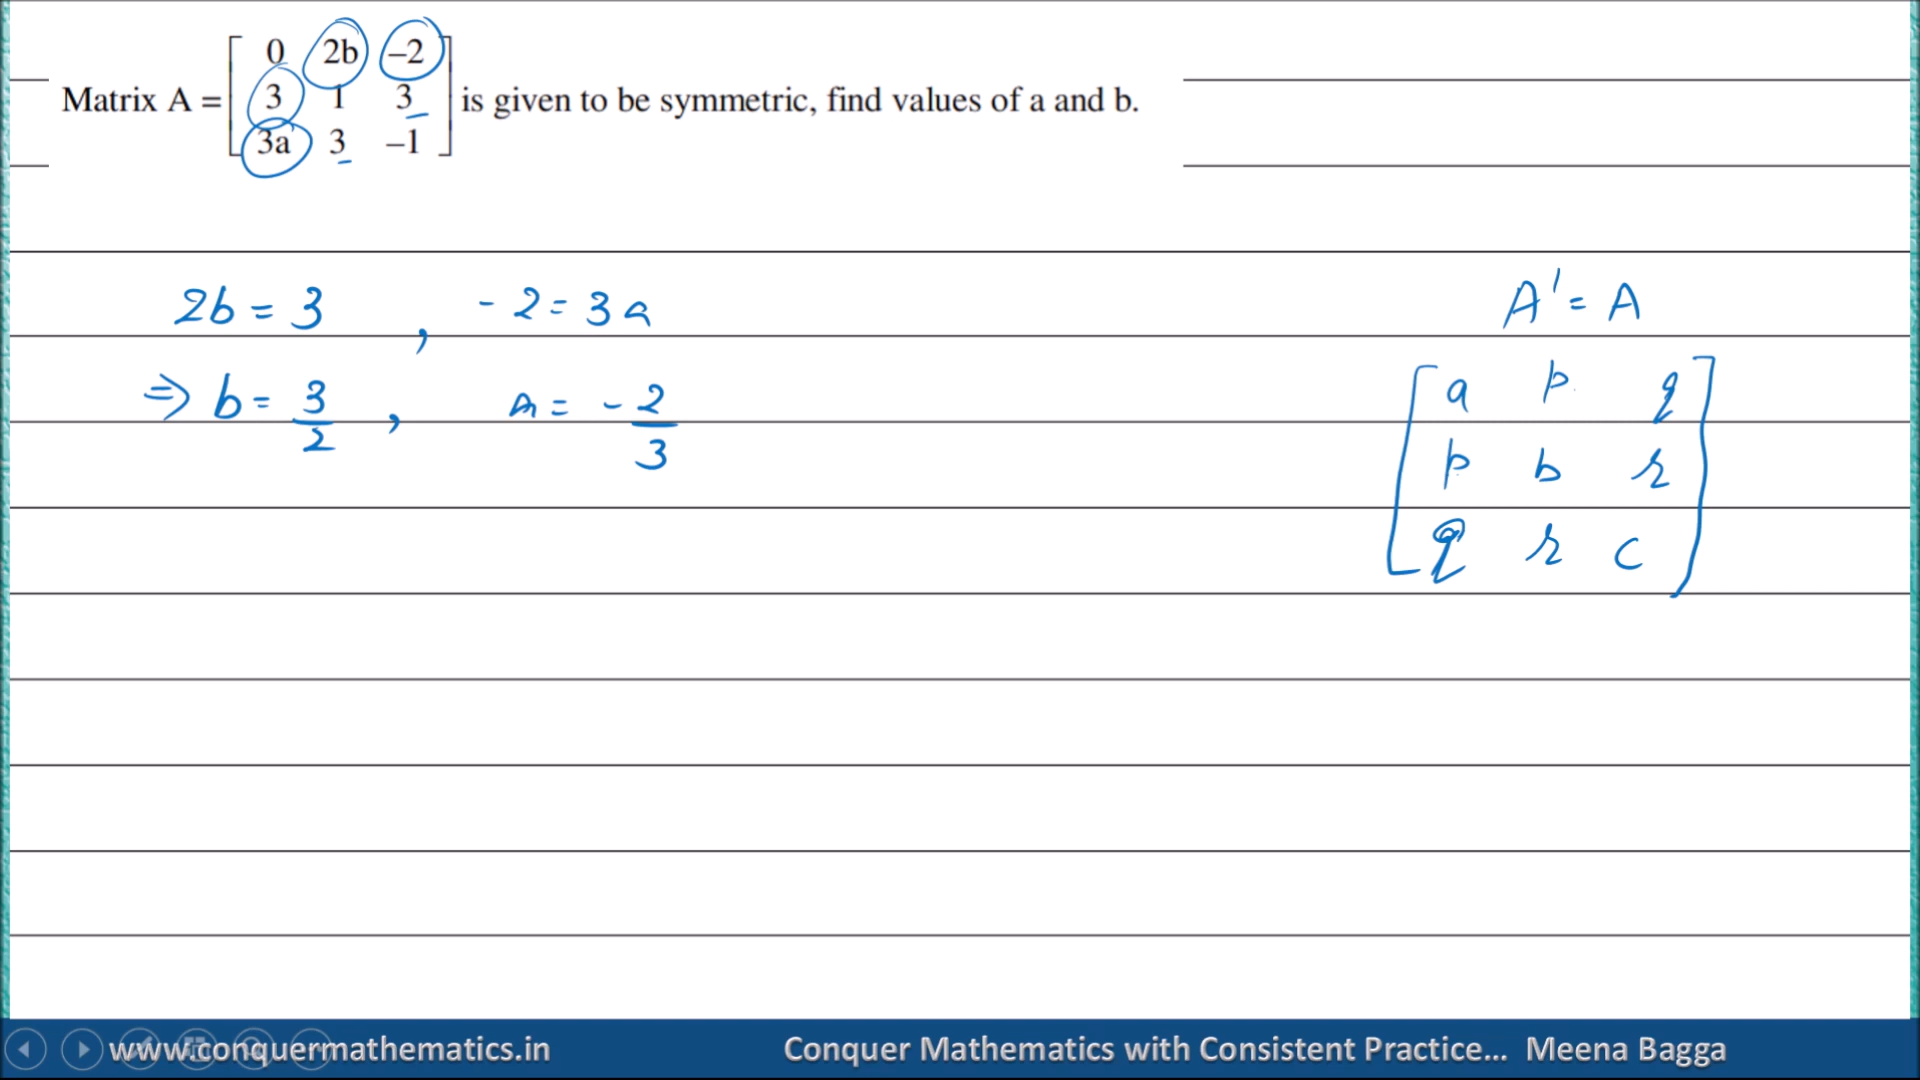 Matrix A = [ 0 2b –2
3 1 3
3a 3 –1 ] is given to be symmetric, find values of a and b.
2b = 3 , -2 = 3a
⇒ b = 3/2 , a = -2/3
A' = A
[ a p q
p b r
q r c ]
www.conquermathematics.in Conquer Mathematics with Consistent Practice... Meena Bagga